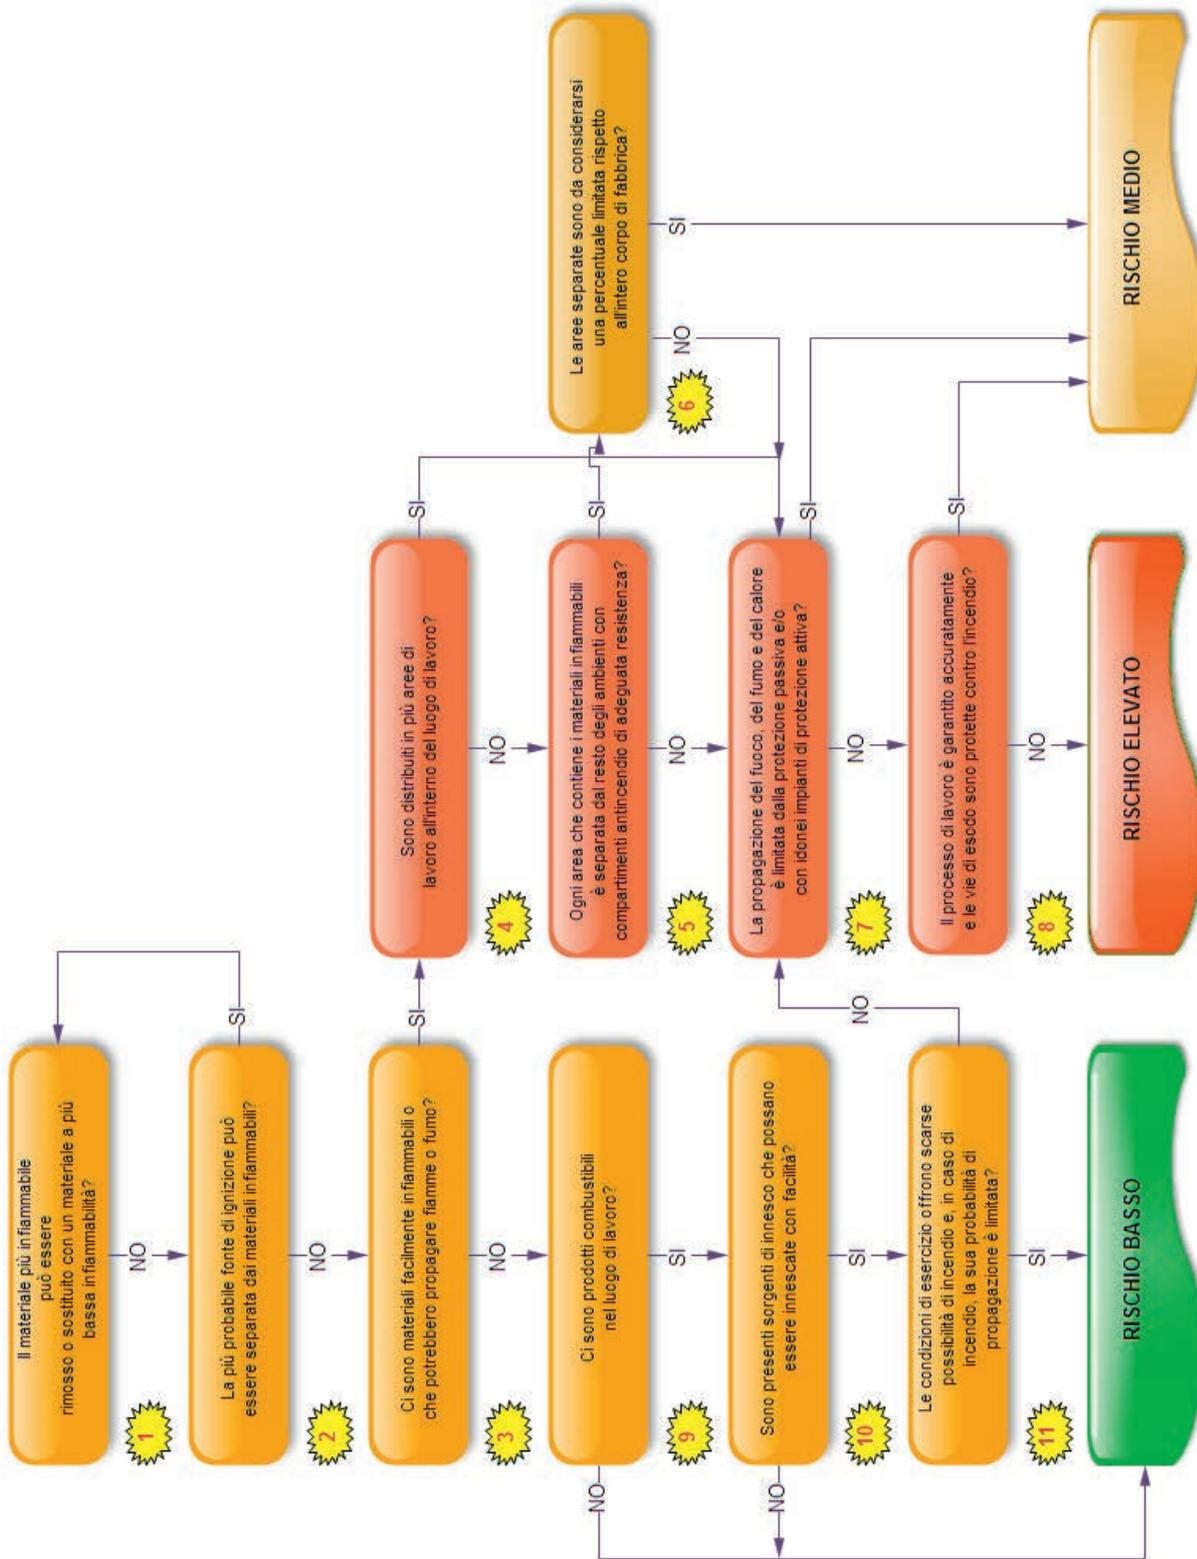 Il materiale più infiammabile
può essere
rimosso o sostituito con un materiale a più
bassa infiammabilità?
1
NO
La più probabile fonte di ignizione può
essere separata dai materiali infiammabili?
2
SI
NO
Ci sono materiali facilmente infiammabili o
che potrebbero propagare fiamme o fumo?
3
SI
NO
Sono distribuiti in più aree di
lavoro all'interno del luogo di lavoro?
4
SI
NO
Ogni area che contiene i materiali infiammabili
è separata dal resto degli ambienti con
compartimenti antincendio di adeguata resistenza?
5
SI
NO
Le aree separate sono da considerarsi
una percentuale limitata rispetto
all'intero corpo di fabbrica?
6
NO
SI
La propagazione del fuoco, del fumo e del calore
è limitata dalla protezione passiva e/o
con idonei impianti di protezione attiva?
7
SI
NO
Il processo di lavoro è garantito accuratamente
e le vie di esodo sono protette contro l'incendio?
8
SI
NO
Ci sono prodotti combustibili
nel luogo di lavoro?
9
NO
SI
Sono presenti sorgenti di innesco che possano
essere innescate con facilità?
10
NO
SI
Le condizioni di esercizio offrono scarse
possibilità di incendio e, in caso di
incendio, la sua probabilità di
propagazione è limitata?
11
NO
SI
RISCHIO BASSO
RISCHIO ELEVATO
RISCHIO MEDIO